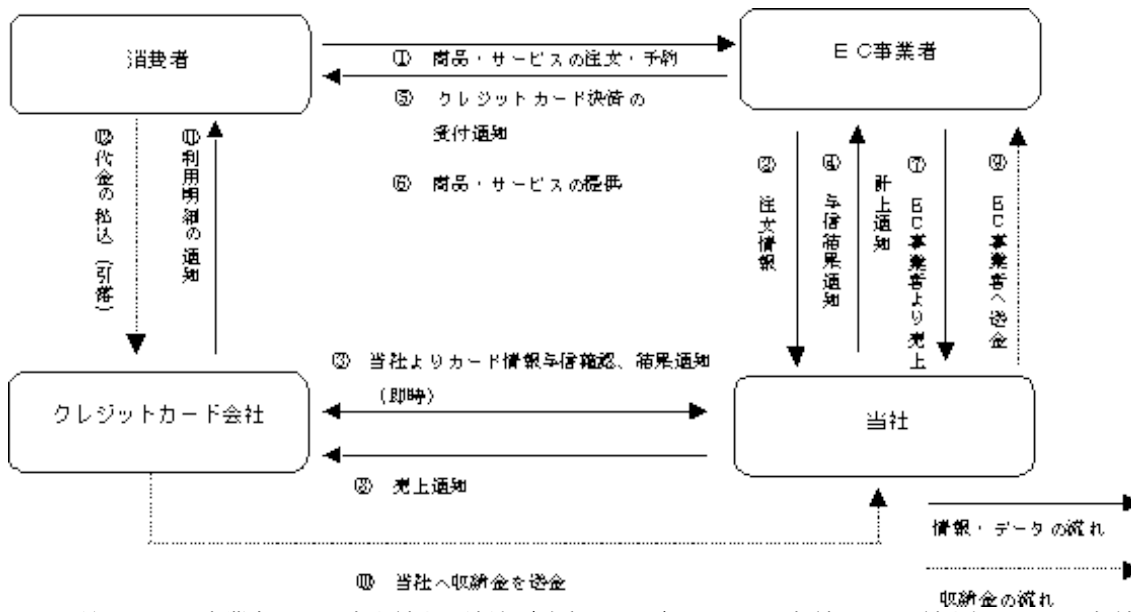 消費者
EC事業者
① 商品・サービスの注文・予約
⑤ クレジットカード決済の
受付通知
⑥ 商品・サービスの提供
⑫代金の払込(引落)
⑪利用明細の通知
② 注文情報
④ 与信結果通知
⑦ EC事業者より売上
計上通知
⑨ EC事業者へ送金
③ 当社よりカード情報与信確認、結果通知
(即時)
クレジットカード会社
当社
売上通知
情報・データの流れ
⑩ 当社へ収納金を送金
収納金の流れ